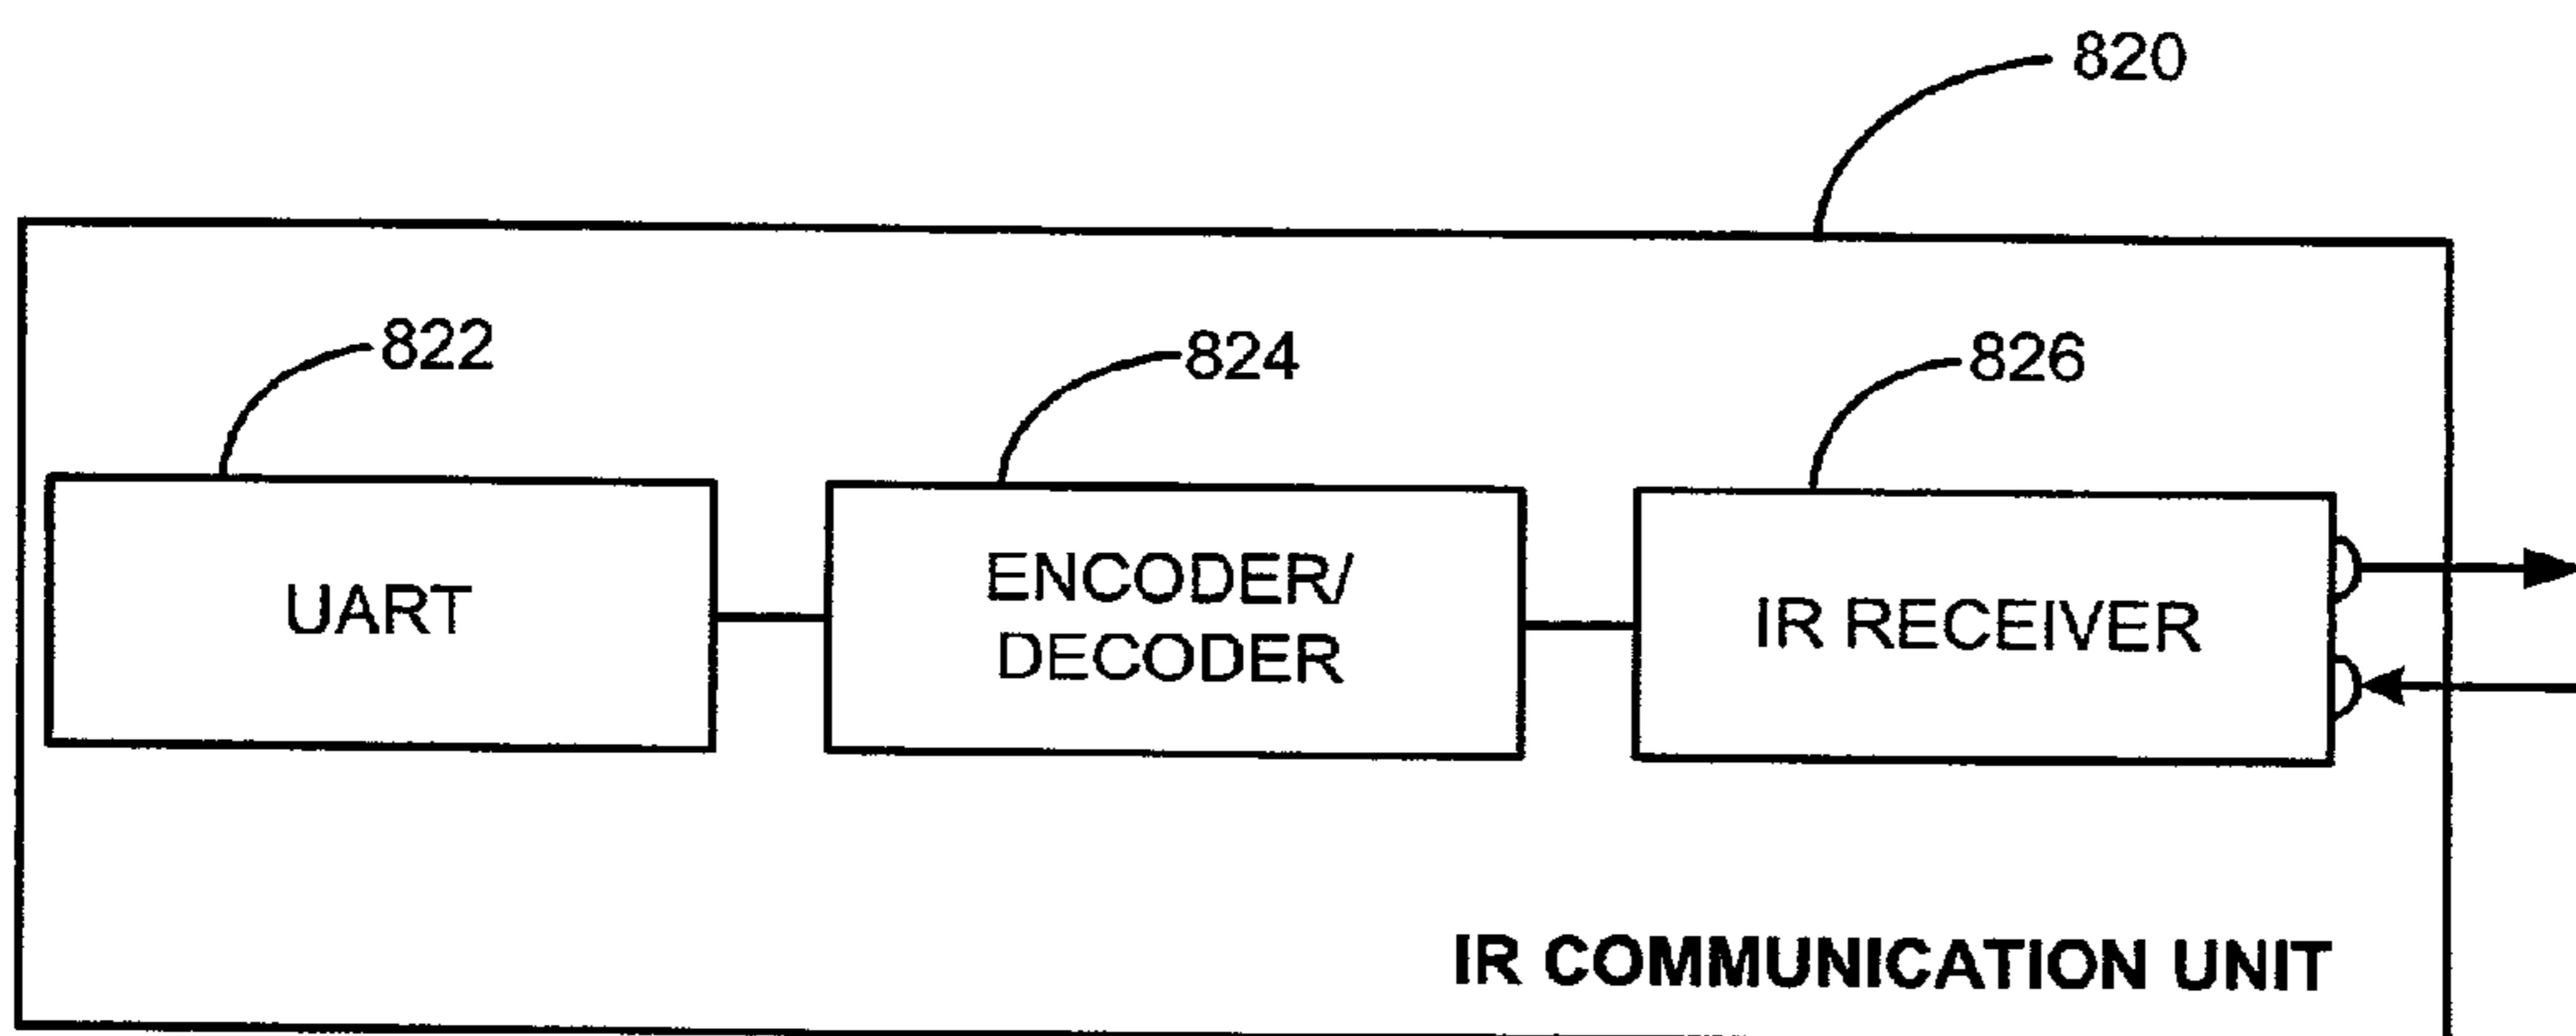 820
822
824
826
UART
ENCODER/
DECODER
IR RECEIVER
IR COMMUNICATION UNIT